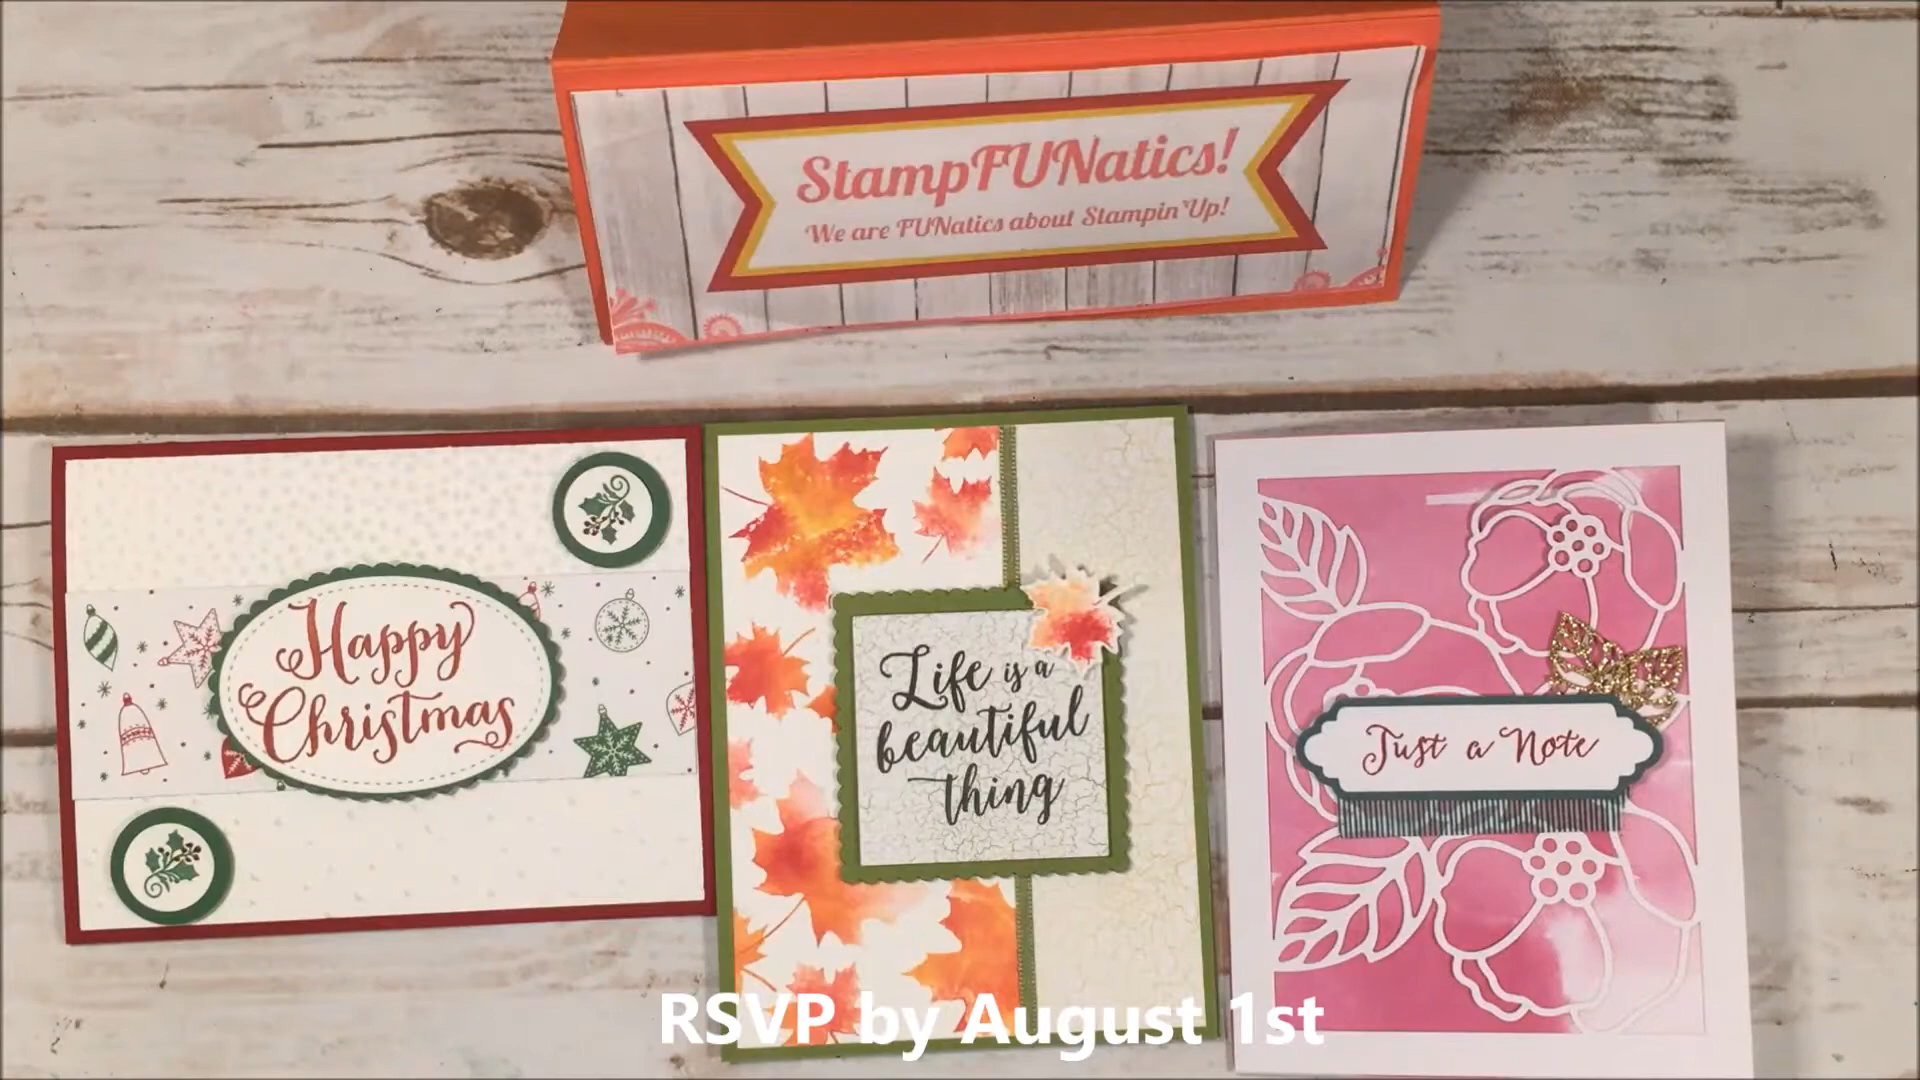 StampFUNatics!
We are FUNatics about Stampin'Up!
Happy
Christmas
Life is a
beautiful
thing
Just a Note
RSVP by August 1st